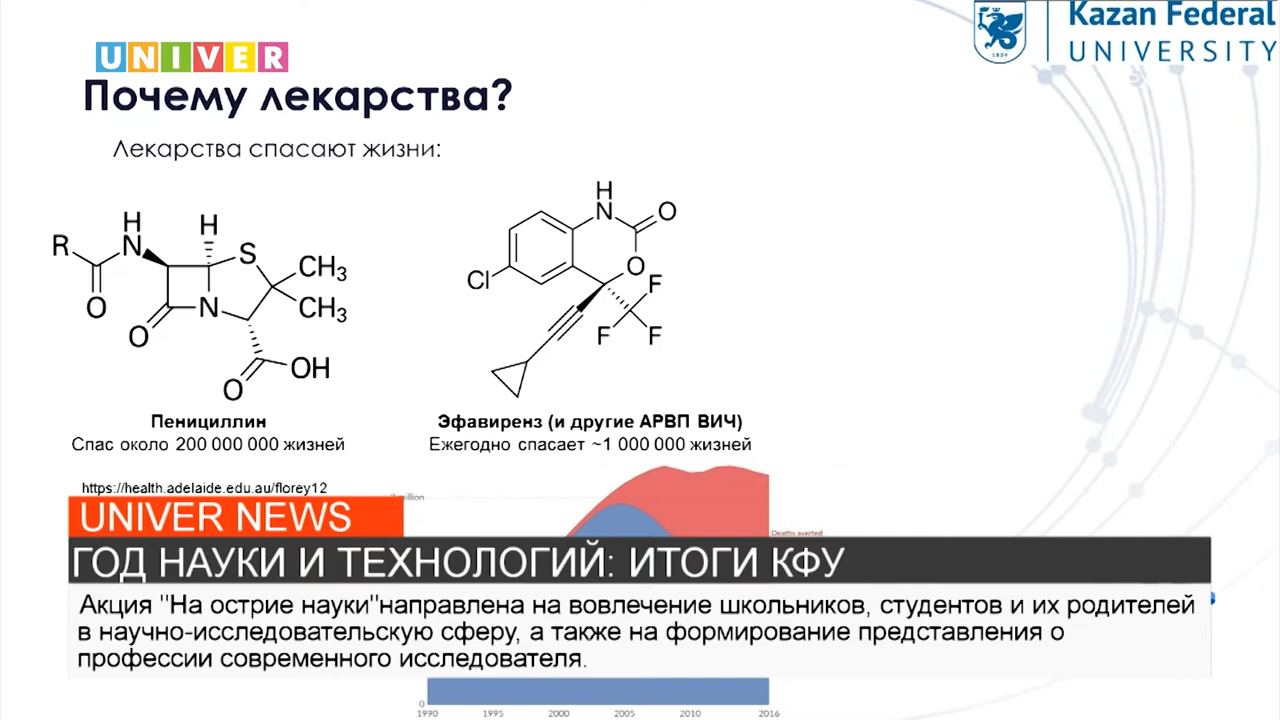 Kazan Federal
UNIVERSITY
1804
UNIVER
Почему лекарства?
Лекарства спасают жизни:
H
N
H
R
S
CH3
O
N
CH3
O
OH
O
H
N
O
O
Cl
F
F
F
Пенициллин
Спас около 200 000 000 жизней
Эфавиренз (и другие АРВП ВИЧ)
Ежегодно спасает ~1 000 000 жизней
https://health.adelaide.edu.au/florey12
million
UNIVER NEWS
Deaths averted
ГОД НАУКИ И ТЕХНОЛОГИЙ: ИТОГИ КФУ
Акция "На острие науки"направлена на вовлечение школьников, студентов и их родителей
в научно-исследовательскую сферу, а также на формирование представления о
профессии современного исследователя.
0
1990 1995 2000 2005 2010 2016